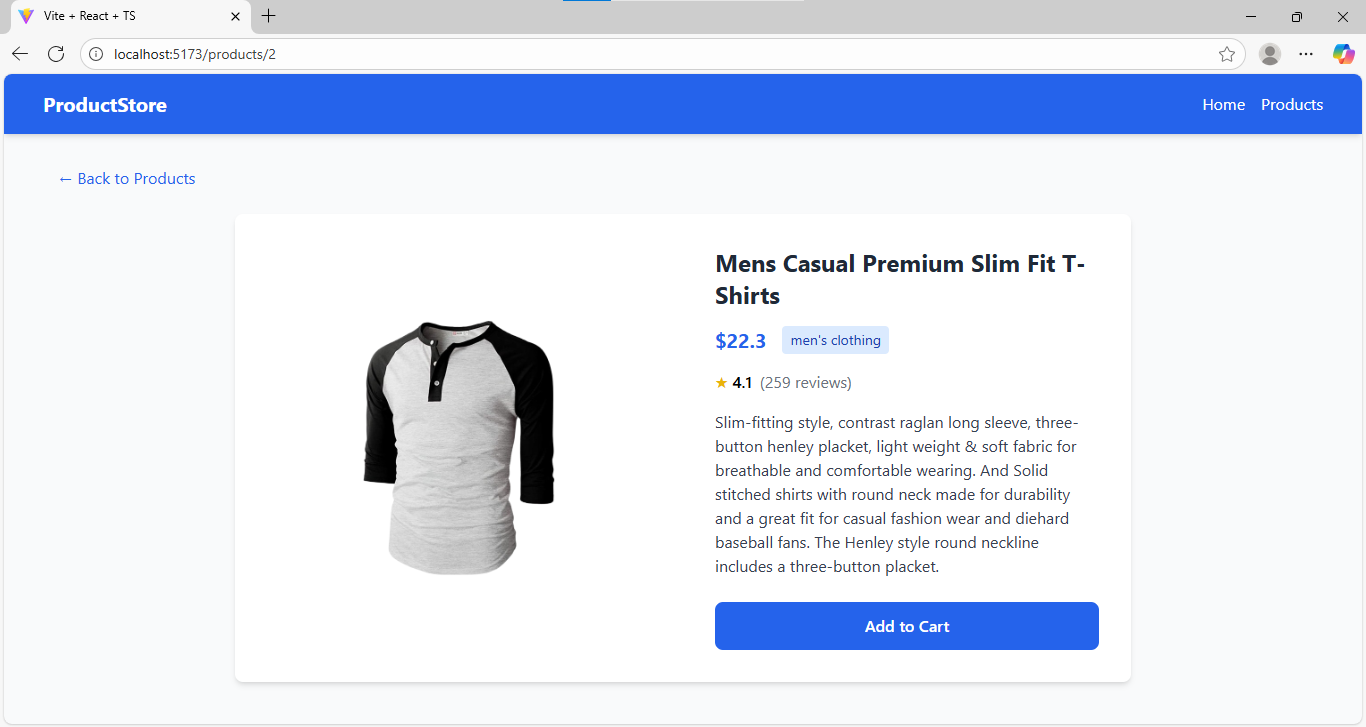 Vite + React + TS
localhost:5173/products/2
ProductStore
Home
Products
← Back to Products
Mens Casual Premium Slim Fit T-
Shirts
$22.3
men's clothing
★ 4.1 (259 reviews)
Slim-fitting style, contrast raglan long sleeve, three-
button henley placket, light weight & soft fabric for
breathable and comfortable wearing. And Solid
stitched shirts with round neck made for durability
and a great fit for casual fashion wear and diehard
baseball fans. The Henley style round neckline
includes a three-button placket.
Add to Cart